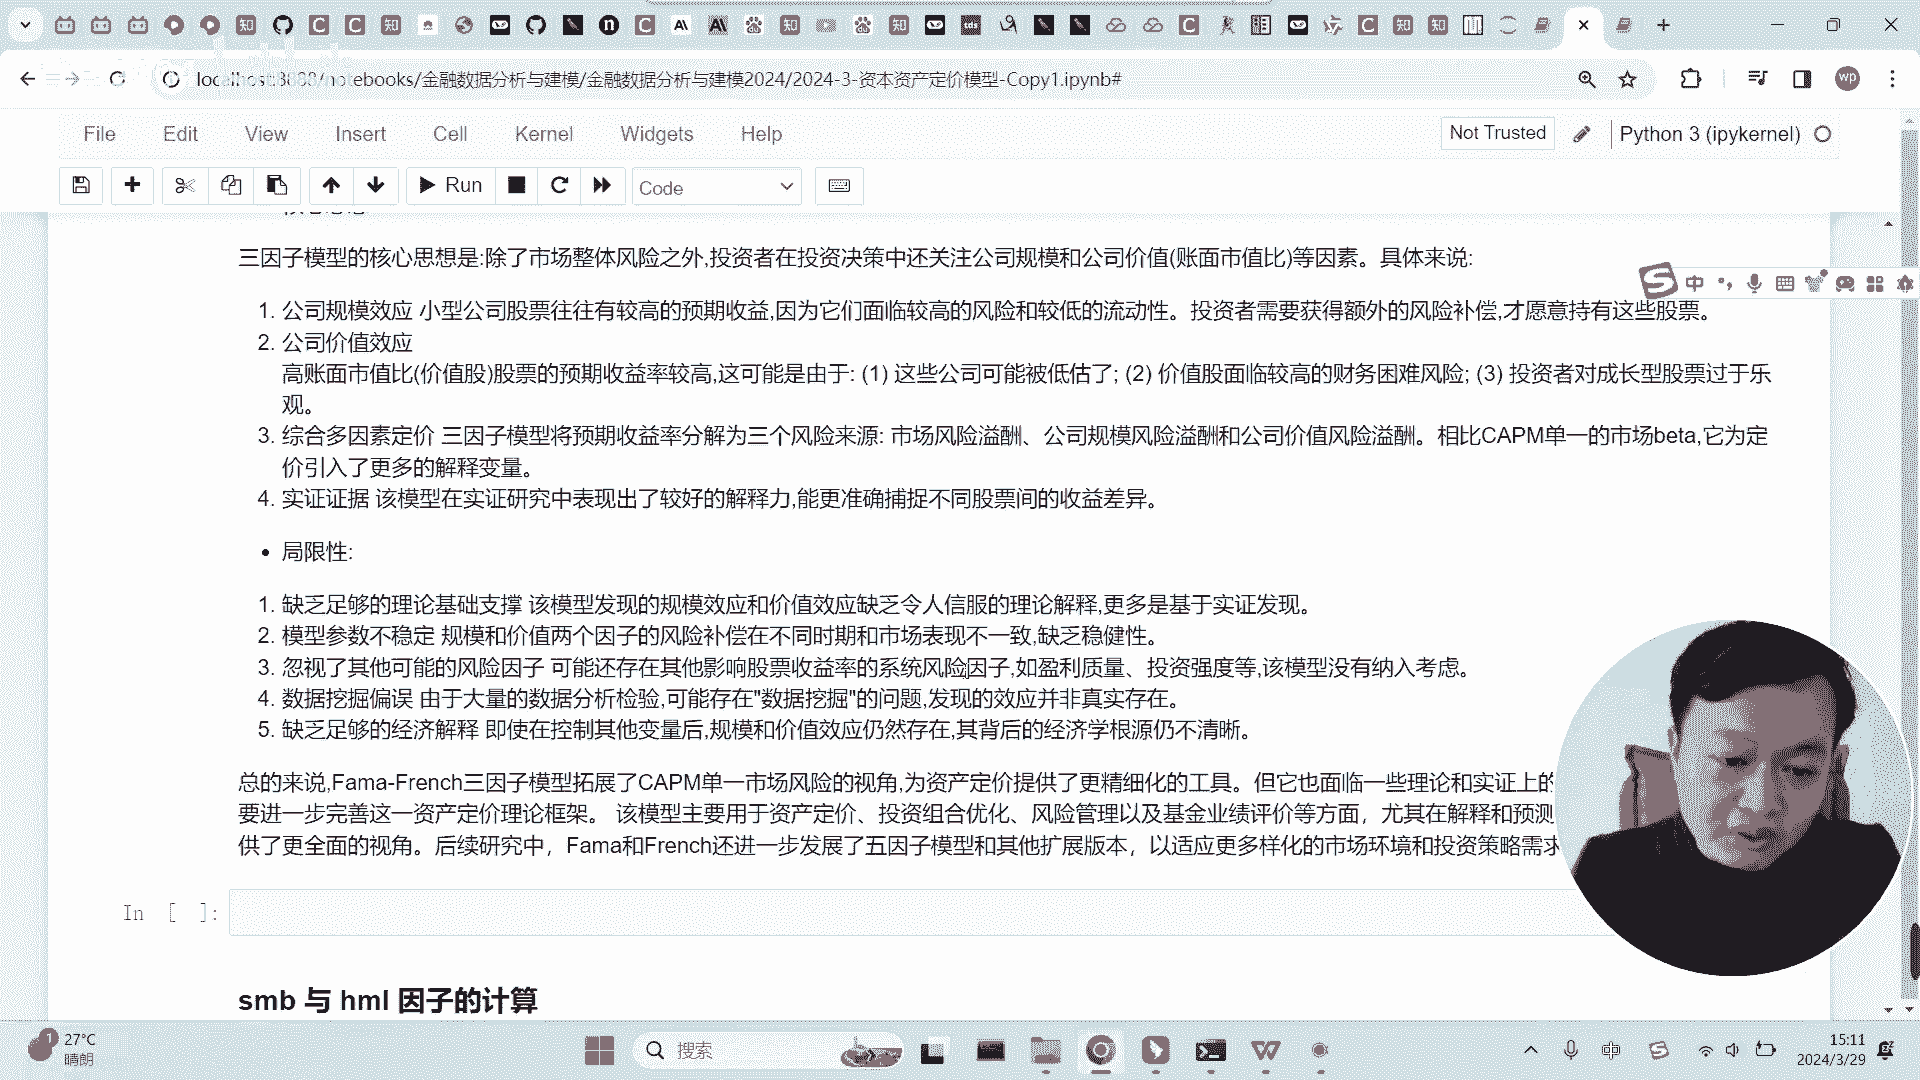 localhost:8888/notebooks/金融数据分析与建模/金融数据分析与建模2024/2024-3-资本资产定价模型-Copy1.ipynb#
wp
File Edit View Insert Cell Kernel Widgets Help
Not Trusted
Python 3 (ipykernel)
Run
Code
三因子模型的核心思想是:除了市场整体风险之外,投资者在投资决策中还关注公司规模和公司价值(账面市值比)等因素。具体来说:
中
1. 公司规模效应 小型公司股票往往有较高的预期收益,因为它们面临较高的风险和较低的流动性。投资者需要获得额外的风险补偿,才愿意持有这些股票。
2. 公司价值效应
高账面市值比(价值股)股票的预期收益率较高,这可能是由于: (1) 这些公司可能被低估了; (2) 价值股面临较高的财务困难风险; (3) 投资者对成长型股票过于乐
观。
3. 综合多因素定价 三因子模型将预期收益率分解为三个风险来源: 市场风险溢酬、公司规模风险溢酬和公司价值风险溢酬。相比CAPM单一的市场beta,它为定
价引入了更多的解释变量。
4. 实证证据 该模型在实证研究中表现出了较好的解释力,能更准确捕捉不同股票间的收益差异。
• 局限性:
1. 缺乏足够的理论基础支撑 该模型发现的规模效应和价值效应缺乏令人信服的理论解释,更多是基于实证发现。
2. 模型参数不稳定 规模和价值两个因子的风险补偿在不同时期和市场表现不一致,缺乏稳健性。
3. 忽视了其他可能的风险因子 可能还存在其他影响股票收益率的系统风险因子,如盈利质量、投资强度等,该模型没有纳入考虑。
4. 数据挖掘偏误 由于大量的数据分析检验,可能存在"数据挖掘"的问题,发现的效应并非真实存在。
5. 缺乏足够的经济解释 即使在控制其他变量后,规模和价值效应仍然存在,其背后的经济学根源仍不清晰。
总的来说,Fama-French三因子模型拓展了CAPM单一市场风险的视角,为资产定价提供了更精细化的工具。但它也面临一些理论和实证上的
要进一步完善这一资产定价理论框架。 该模型主要用于资产定价、投资组合优化、风险管理以及基金业绩评价等方面，尤其在解释和预测
供了更全面的视角。后续研究中，Fama和French还进一步发展了五因子模型和其他扩展版本，以适应更多样化的市场环境和投资策略需求
In [ ]:
smb 与 hml 因子的计算
1
27°C
晴朗
搜索
中
15:11
2024/3/29